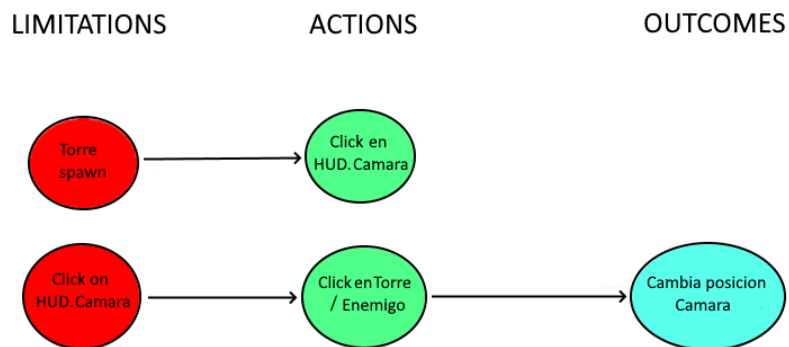 LIMITATIONS
ACTIONS
OUTCOMES
Torre
spawn
Click en
HUD.Camara
Click on
HUD.Camara
Click en Torre
/ Enemigo
Cambia posicion
Camara